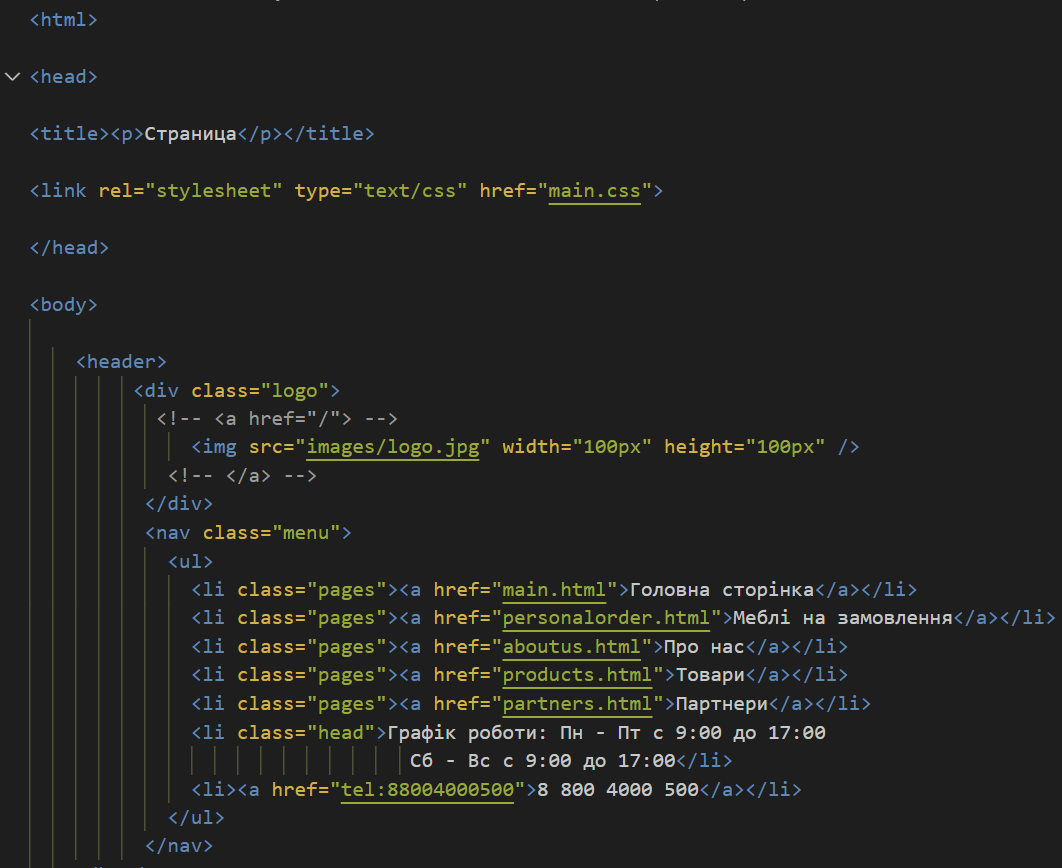 <html>
<head>
<title><p>Страница</p></title>
<link rel="stylesheet" type="text/css" href="main.css">
</head>
<body>
<header>
<div class="logo">
<!-- <a href="/"> -->
<img src="images/logo.jpg" width="100px" height="100px" />
<!-- </a> -->
</div>
<nav class="menu">
<ul>
<li class="pages"><a href="main.html">Головна сторінка</a></li>
<li class="pages"><a href="personalorder.html">Меблі на замовлення</a></li>
<li class="pages"><a href="aboutus.html">Про нас</a></li>
<li class="pages"><a href="products.html">Товари</a></li>
<li class="pages"><a href="partners.html">Партнери</a></li>
<li class="head">Графік роботи: Пн - Пт с 9:00 до 17:00
Сб - Вс с 9:00 до 17:00</li>
<li><a href="tel:88004000500">8 800 4000 500</a></li>
</ul>
</nav>